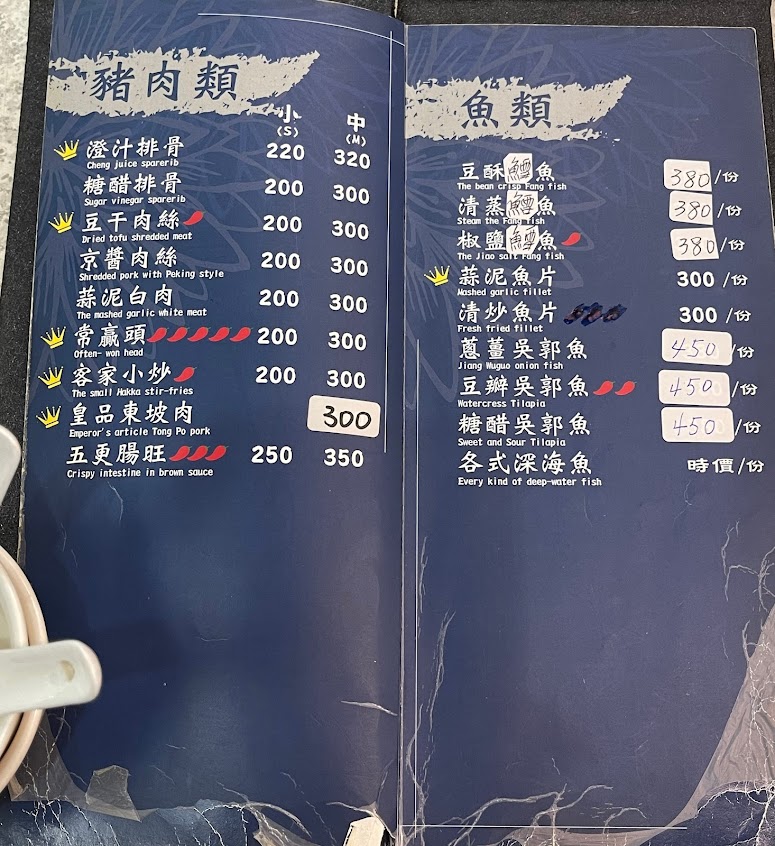 豬肉類
小 中
(S) (M)
澄汁排骨 220 320
Cheng juice sparerib
糖醋排骨 200 300
Sugar vinegar sparerib
豆干肉絲 200 300
Dried tofu shredded meat
京醬肉絲 200 300
Shredded pork with Peking style
蒜泥白肉 200 300
The mashed garlic white meat
常贏頭 200 300
Often- won head
客家小炒 200 300
The small Hakka stir-fries
皇品東坡肉 300
Emperor's article Tong Po pork
五更腸旺 250 350
Crispy intestine in brown sauce
魚類
豆酥鱈魚 380/份
The bean crisp Fang fish
清蒸鱈魚 380/份
Steam the Fang fish
椒鹽鱈魚 380/份
The Jiao salt Fang fish
蒜泥魚片 300/份
Mashed garlic fillet
清炒魚片 300/份
Fresh fried fillet
蔥薑吳郭魚 450/份
Jiang Wuguo onion fish
豆瓣吳郭魚 450/份
Watercress Tilapia
糖醋吳郭魚 450/份
Sweet and Sour Tilapia
各式深海魚 時價/份
Every kind of deep-water fish